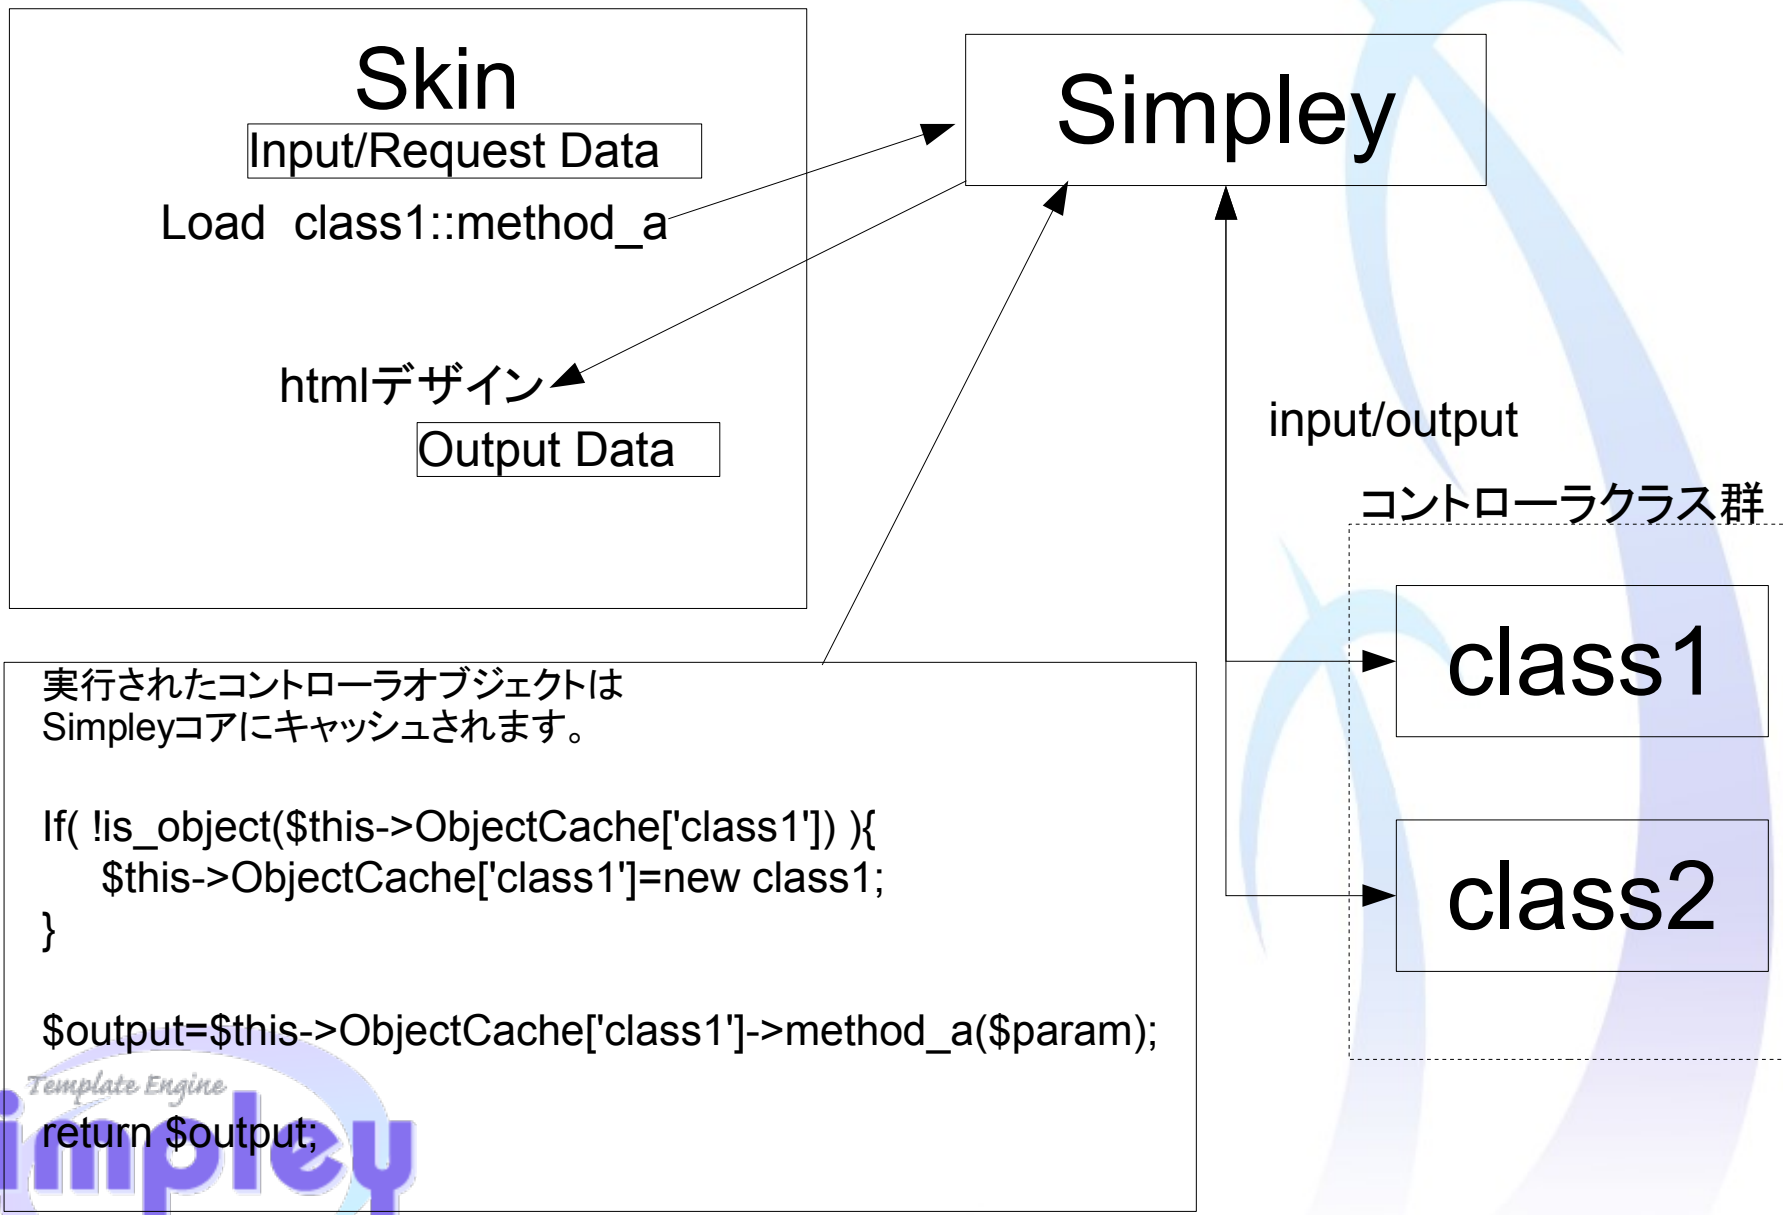 Skin
Input/Request Data
Load class1::method_a
htmlデザイン
Output Data
Simpley
input/output
コントローラクラス群
class1
class2
実行されたコントローラオブジェクトは
Simpleyコアにキャッシュされます。
If( !is_object($this->ObjectCache['class1']) ){
$this->ObjectCache['class1']=new class1;
}
$output=$this->ObjectCache['class1']->method_a($param);
return $output;
Template Engine
impley